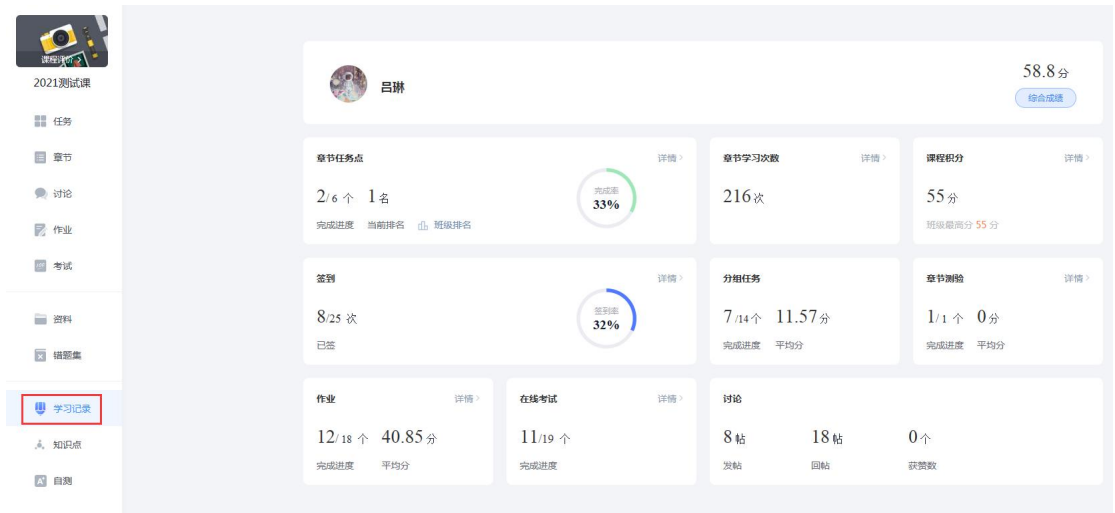 课程评价 >
2021测试课
任务
章节
讨论
作业
考试
资料
错题集
学习记录
知识点
自测
吕琳
58.8分
综合成绩
章节任务点 详情 >
2/6 个 1名
完成进度 当前排名 班级排名
完成率
33%
章节学习次数 详情 >
216次
课程积分 详情 >
55分
班级最高分 55 分
签到 详情 >
8/25 次
已签
签到率
32%
分组任务
7/14个 11.57分
完成进度 平均分
章节测验 详情 >
1/1 个 0分
完成进度 平均分
作业 详情 >
12/18 个 40.85分
完成进度 平均分
在线考试 详情 >
11/19 个
完成进度
讨论
8帖 18帖 0个
发帖 回帖 获赞数